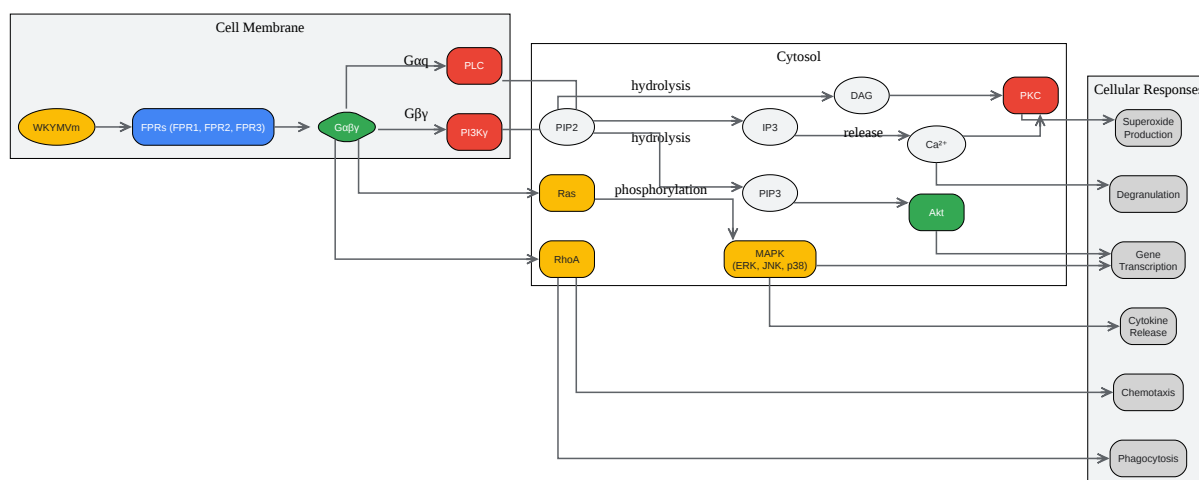 Cell Membrane
Gαq
PLC
Gβγ
WKYMVm
FPRs (FPR1, FPR2, FPR3)
Gαβγ
PI3Kγ
Cytosol
hydrolysis
DAG
PKC
PIP2
IP3
hydrolysis
release
Ca²⁺
Ras
phosphorylation
PIP3
Akt
RhoA
MAPK
(ERK, JNK, p38)
Cellular Responses
Superoxide
Production
Degranulation
Gene
Transcription
Cytokine
Release
Chemotaxis
Phagocytosis